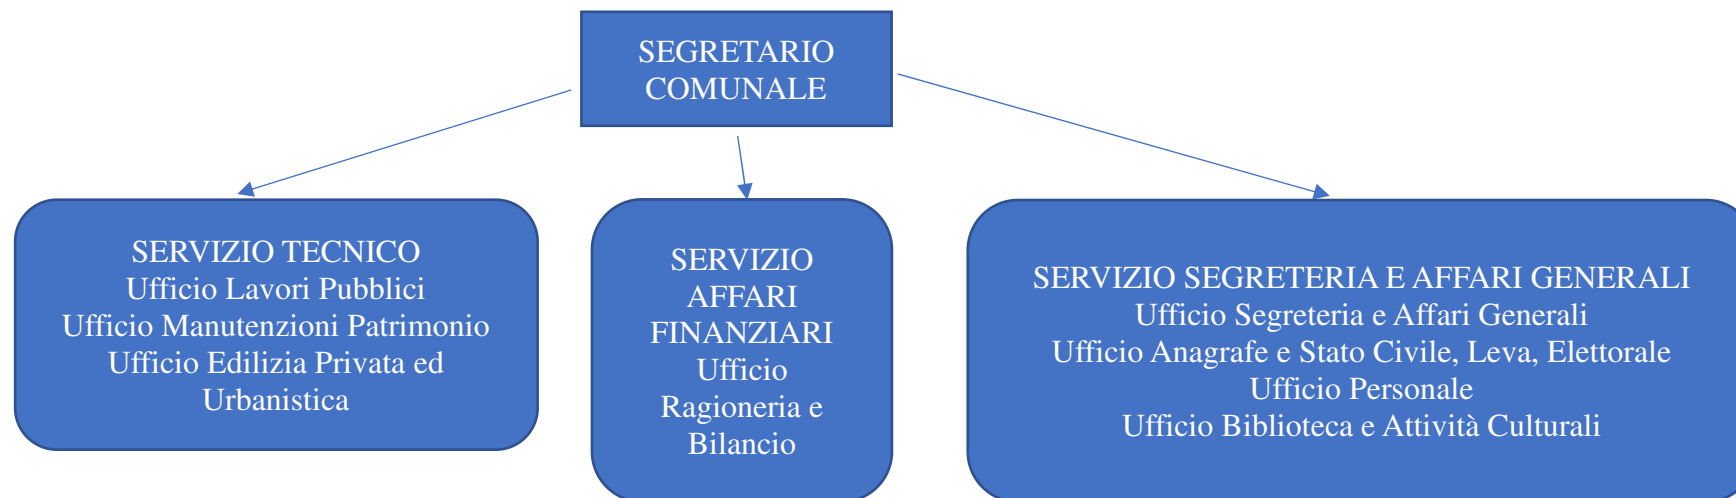 SEGRETARIO
COMUNALE
SERVIZIO TECNICO
Ufficio Lavori Pubblici
Ufficio Manutenzioni Patrimonio
Ufficio Edilizia Privata ed
Urbanistica
SERVIZIO
AFFARI
FINANZIARI
Ufficio
Ragioneria e
Bilancio
SERVIZIO SEGRETERIA E AFFARI GENERALI
Ufficio Segreteria e Affari Generali
Ufficio Anagrafe e Stato Civile, Leva, Elettorale
Ufficio Personale
Ufficio Biblioteca e Attività Culturali